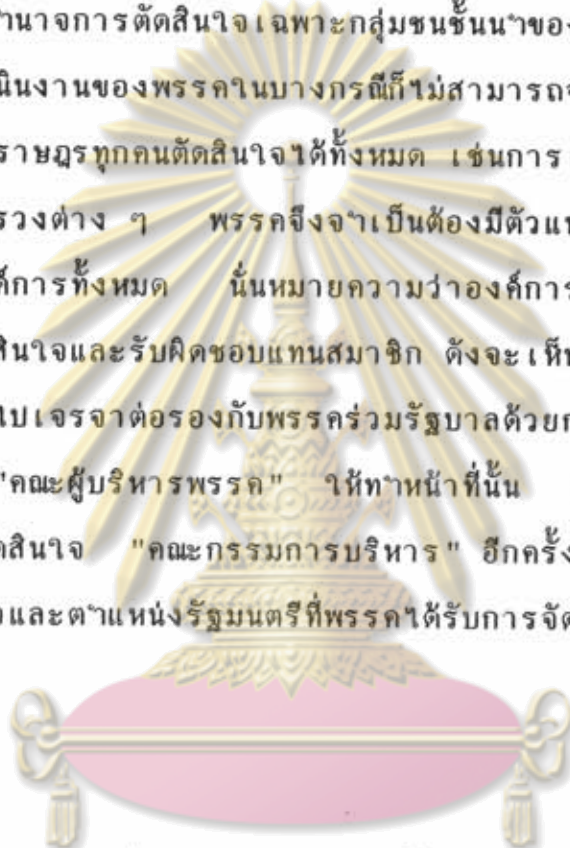 ำนาจการตัดสินใจเฉพาะกลุ่มชนชั้นนำของ
นินงานของพรรคในบางกรณีก็ไม่สามารถจ
ราษฎรทุกคนตัดสินใจได้ทั้งหมด เช่นการ
รวงต่าง ๆ พรรคจึงจำเป็นต้องมีตัวแท
ค์การทั้งหมด นั่นหมายความว่าองค์การ
สินใจและรับผิดชอบแทนสมาชิก ดังจะเห็น
ไปเจรจาต่อรองกับพรรคร่วมรัฐบาลด้วยก
"คณะผู้บริหารพรรค" ให้ทำหน้าที่นั้น
ดสินใจ "คณะกรรมการบริหาร" อีกครั้ง
และตำแหน่งรัฐมนตรีที่พรรคได้รับการจัด